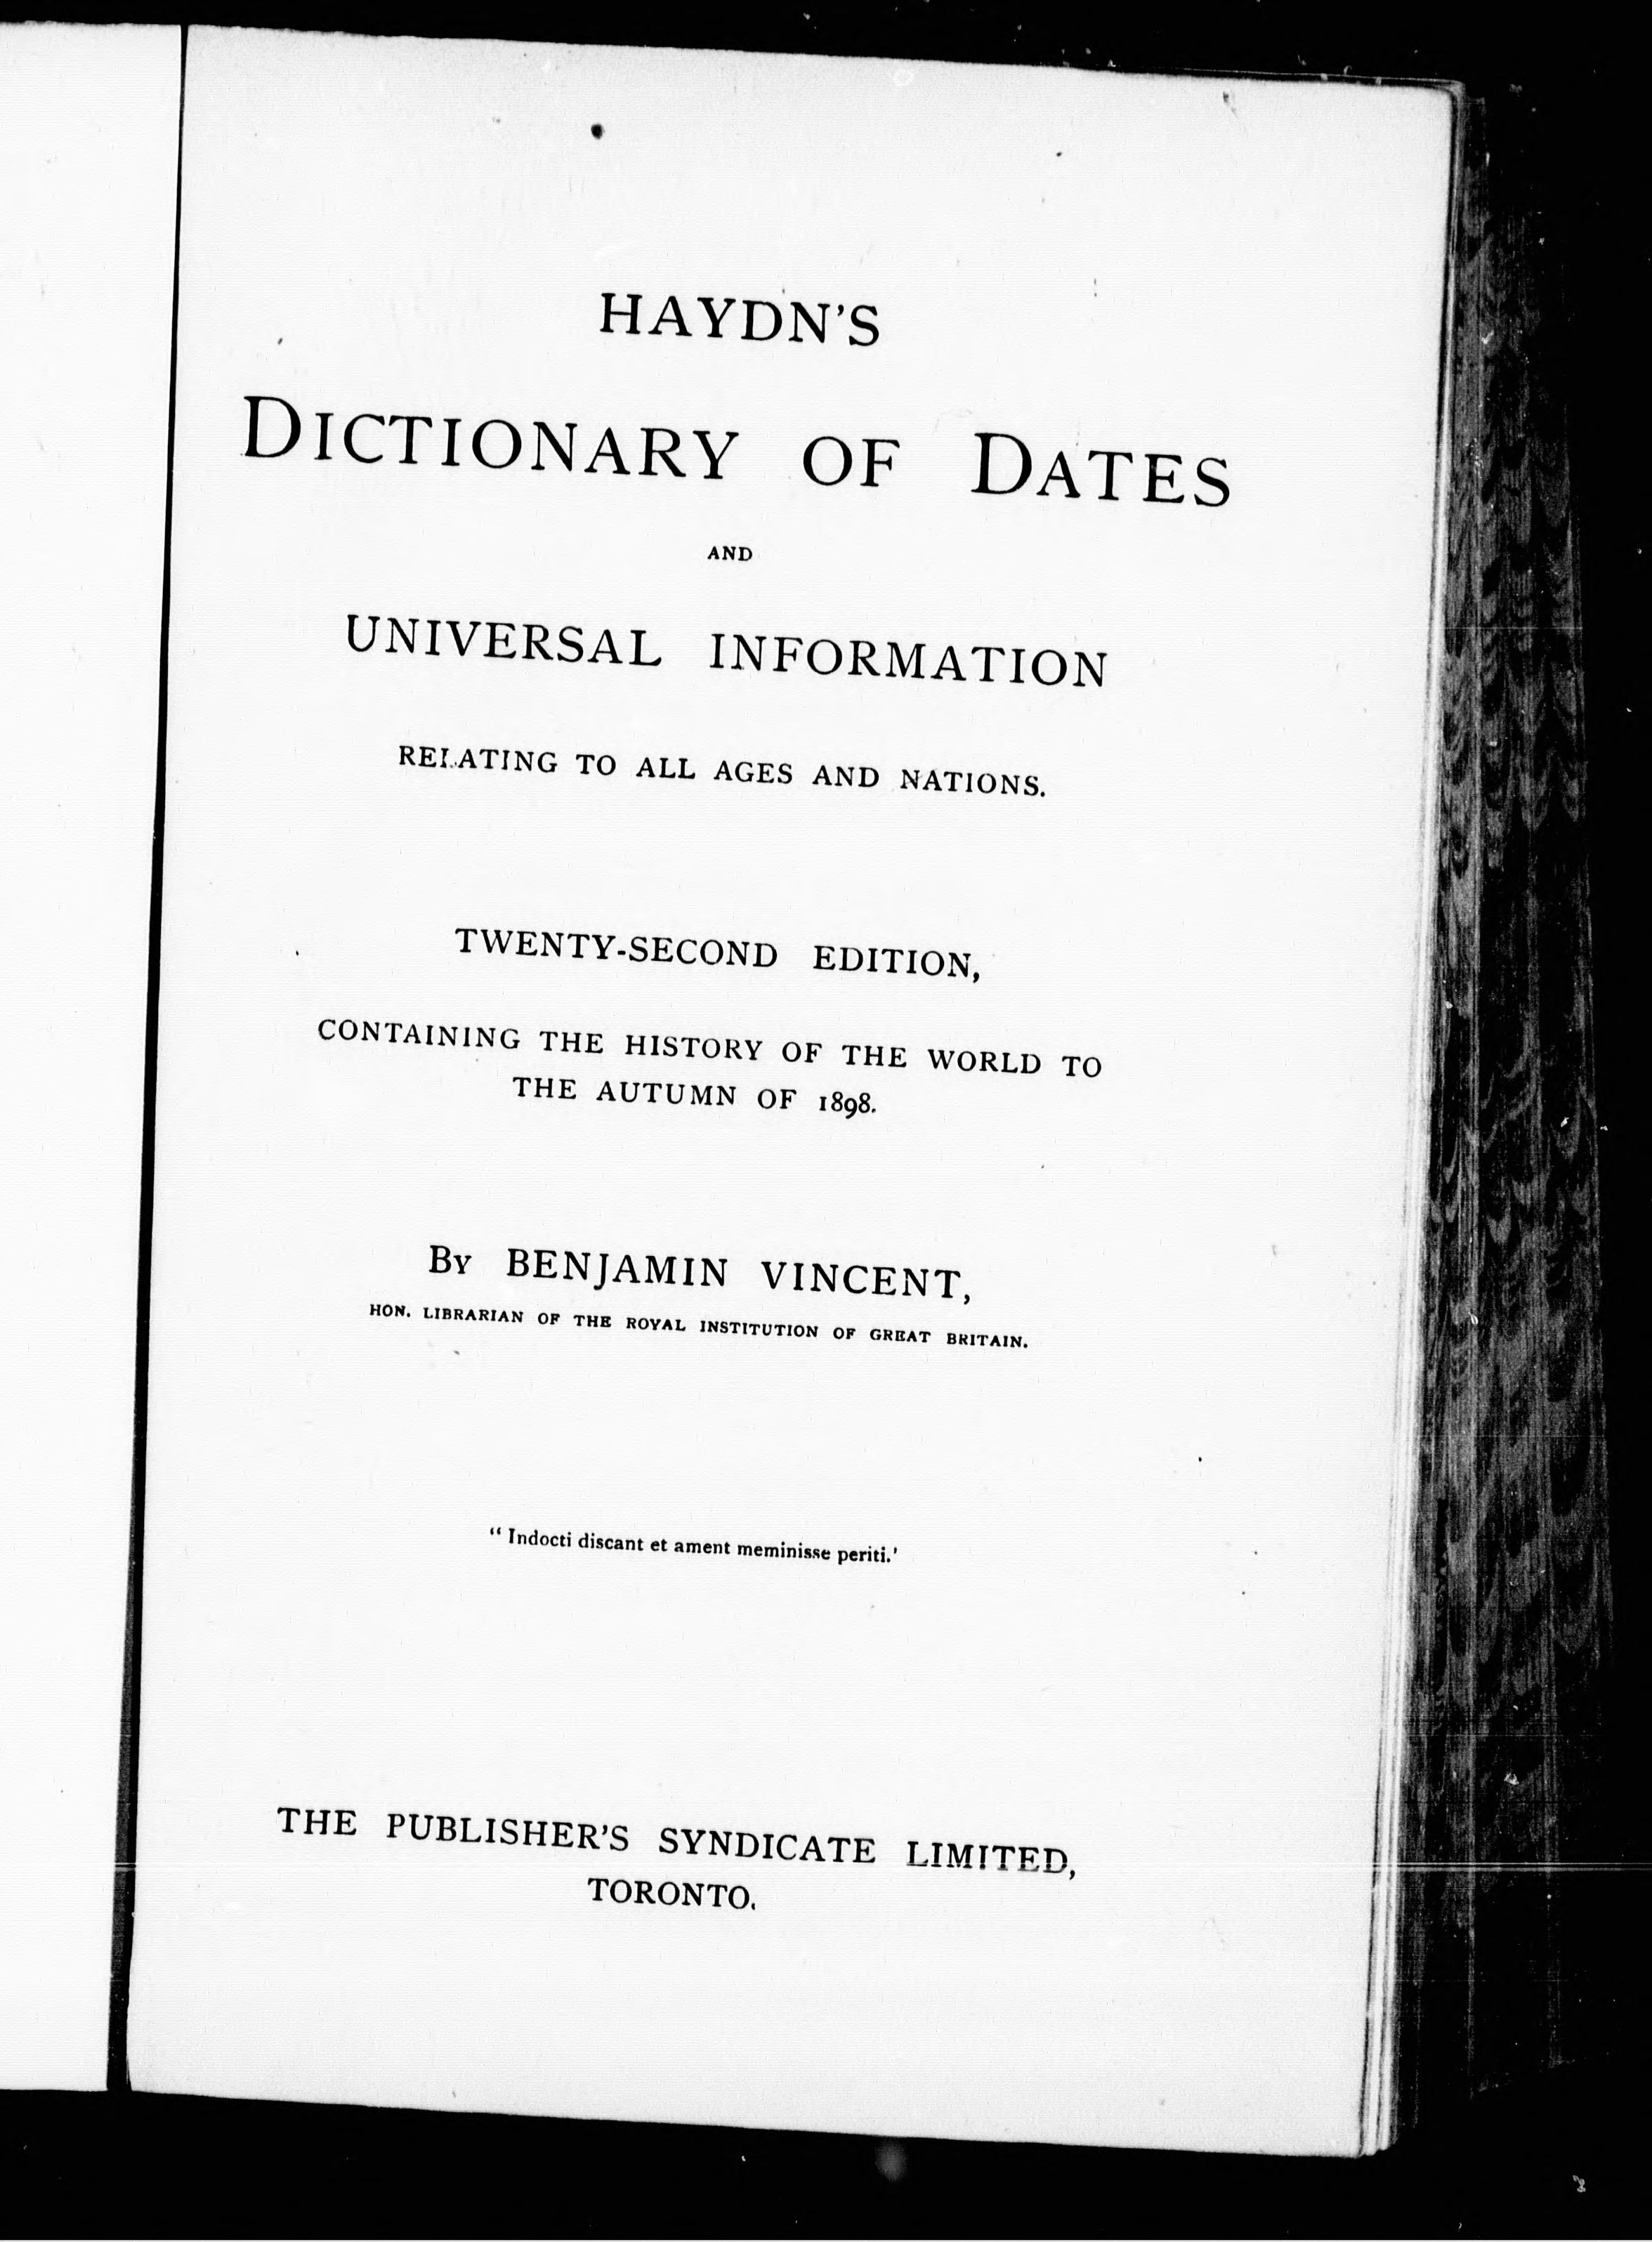 HAYDN'S
DICTIONARY OF DATES
AND
UNIVERSAL INFORMATION
RELATING TO ALL AGES AND NATIONS.
TWENTY-SECOND EDITION,
CONTAINING THE HISTORY OF THE WORLD TO
THE AUTUMN OF 1898.
By BENJAMIN VINCENT,
HON. LIBRARIAN OF THE ROYAL INSTITUTION OF GREAT BRITAIN.
"Indocti discant et ament meminisse periti.'
THE PUBLISHER'S SYNDICATE LIMITED,
TORONTO.